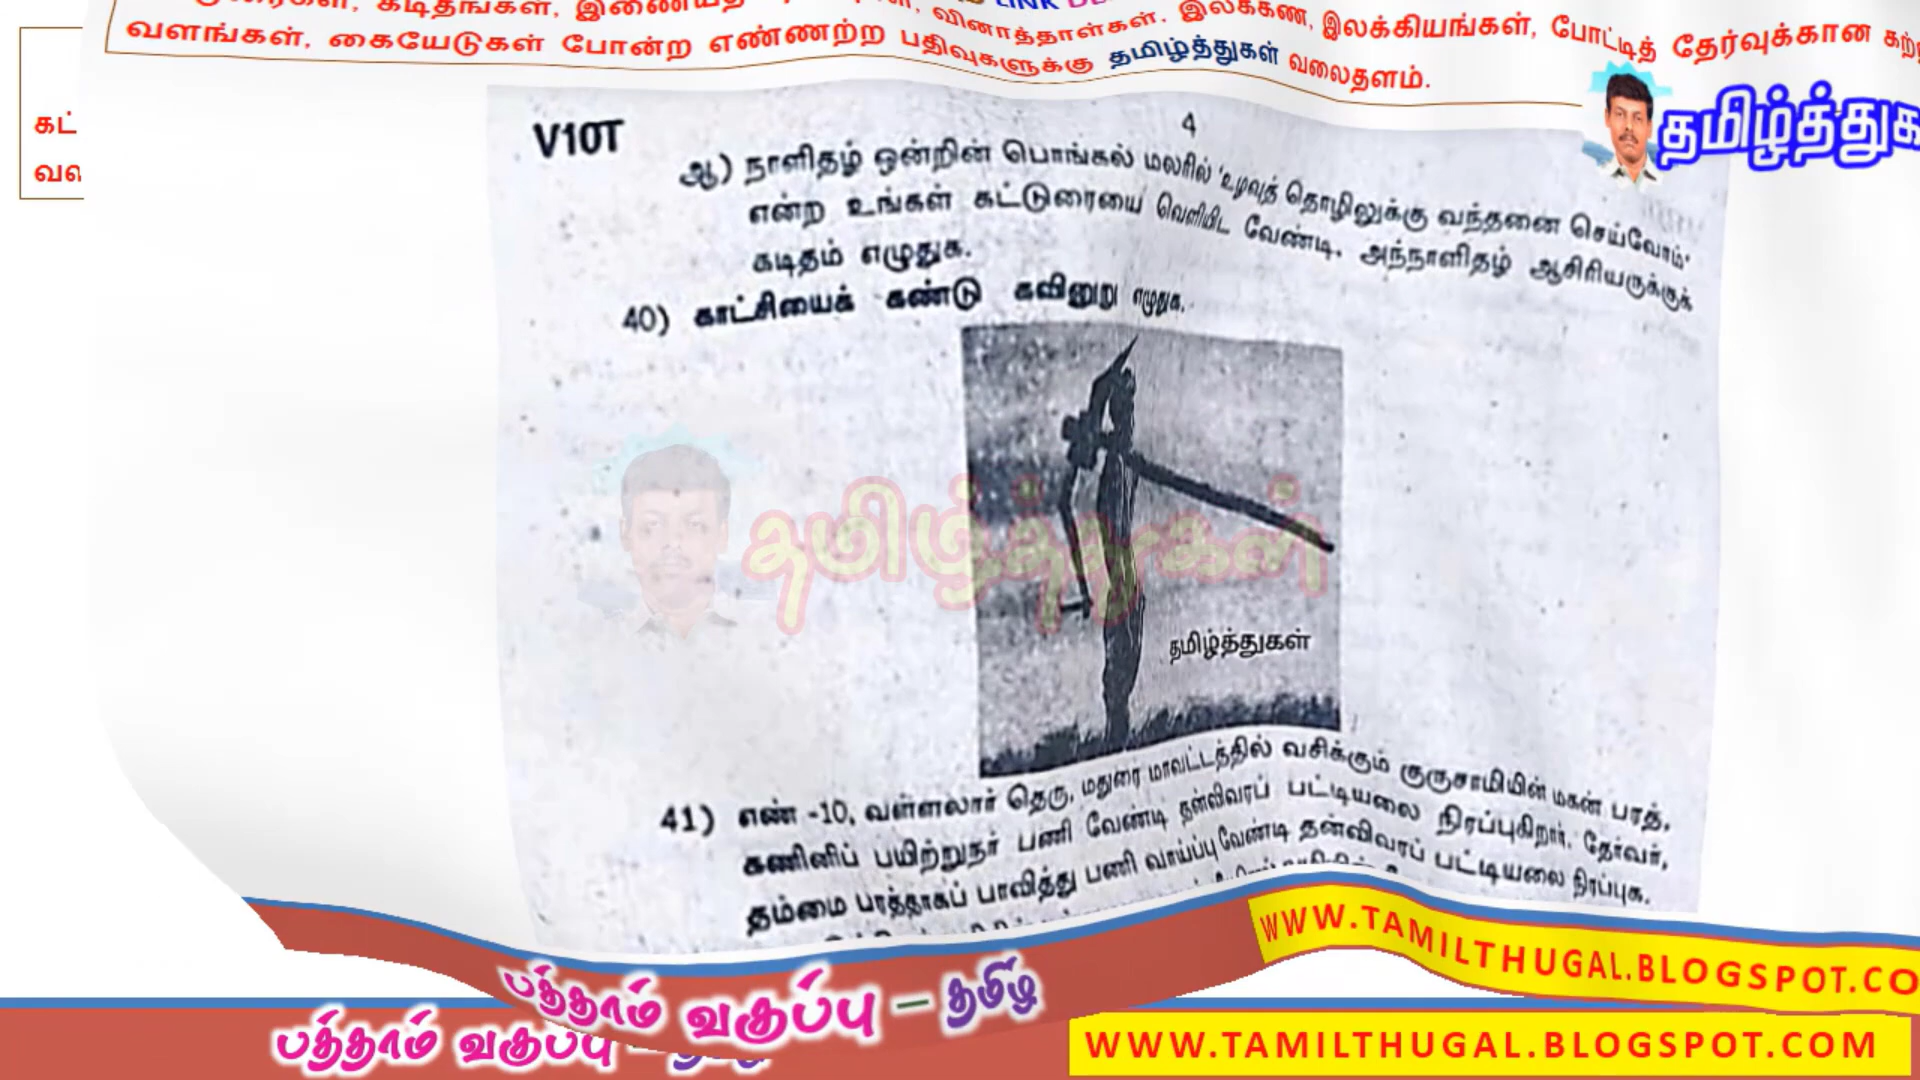 கடிதங்கள்,
வினாத்தாள்கள், இலக்கண, இலக்கியங்கள், போட்டித் தேர்வுக்கான
வளங்கள், கையேடுகள் போன்ற எண்ணற்ற பதிவுகளுக்கு தமிழ்த்துகள் வலைதளம்.
தமிழ்த்துக
கட்
V10T
4
ஆ) நாளிதழ் ஒன்றின் பொங்கல் மலரில் 'உழவுத் தொழிலுக்கு வந்தனை செய்வோம்'
என்ற உங்கள் கட்டுரையை வெளியிட வேண்டி, அந்நாளிதழ் ஆசிரியருக்குக்
கடிதம் எழுதுக.
40) காட்சியைக் கண்டு கவினுறு எழுதுக.
தமிழ்த்துகள்
தமிழ்த்துகள்
41) எண் -10, வள்ளலார் தெரு, மதுரை மாவட்டத்தில் வசிக்கும் குருசாமியின் மகன் பரத்,
கணினிப் பயிற்றுநர் பணி வேண்டி தன்விவரப் பட்டியலை நிரப்புகிறார். தேர்வர்,
தம்மை பரத்தாகப் பாவித்து பணி வாய்ப்பு வேண்டி தன்விவரப் பட்டியலை நிரப்புக.
WWW.TAMILTHUGAL.BLOGSPOT.CO
பத்தாம் வகுப்பு – தமிழ்
பத்தாம் வகுப்பு –
WWW.TAMILTHUGAL.BLOGSPOT.COM